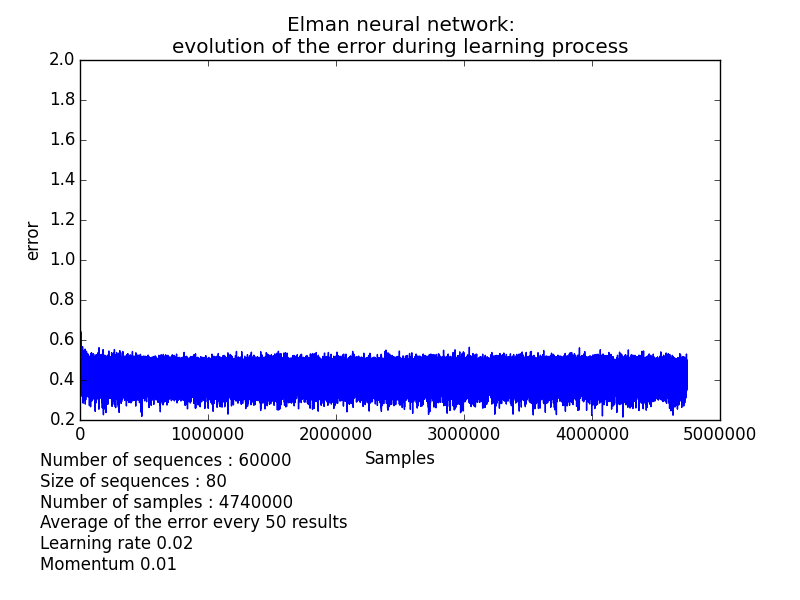 Elman neural network:
evolution of the error during learning process
2.0
1.8
1.6
1.4
1.2
1.0
0.8
0.6
0.4
0.2
error
0 1000000 2000000 3000000 4000000 5000000
Samples
Number of sequences : 60000
Size of sequences : 80
Number of samples : 4740000
Average of the error every 50 results
Learning rate 0.02
Momentum 0.01